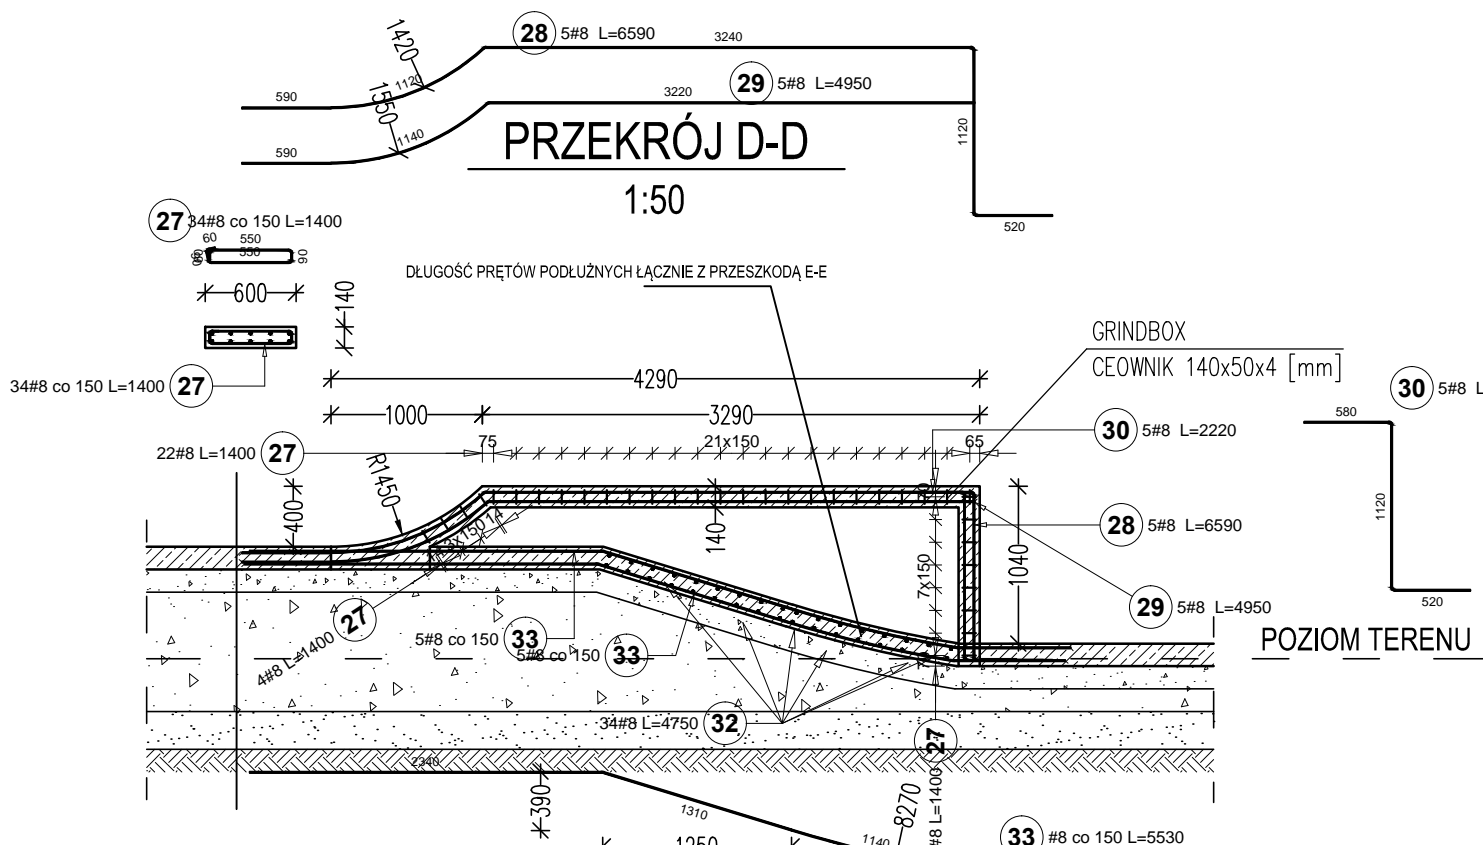 28 5#8 L=6590
3240
1420
1120
590
29 5#8 L=4950
3220
1550
1140
590
1120
520
PRZEKRÓJ D-D
1:50
27 34#8 co 150 L=1400
60 550
550
90
600
140
34#8 co 150 L=1400 27
DŁUGOŚĆ PRĘTÓW PODŁUŻNYCH ŁĄCZNIE Z PRZESZKODĄ E-E
GRINDBOX
CEOWNIK 140x50x4 [mm]
4290
1000 3290
75 21x150 65
30 5#8 L=2220
30 5#8 L
580
1120
520
22#8 L=1400 27
R1450
400
140
28 5#8 L=6590
1040
7x150
29 5#8 L=4950
27
4#8 L=1400
5#8 co 150 33
5#8 co 150 33
POZIOM TERENU
34#8 L=4750 32
27
#8 L=1400
2340
390
1310
8270
1140
1250
33 #8 co 150 L=5530